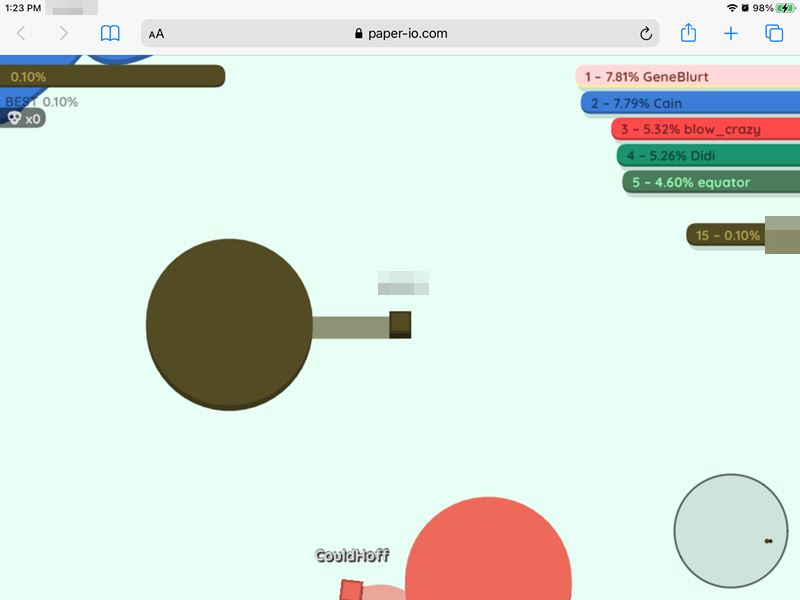 1:23 PM
98%
AA
paper-io.com
0.10%
BEST 0.10%
x0
1 – 7.81% GeneBlurt
2 – 7.79% Cain
3 – 5.32% blow_crazy
4 – 5.26% Didi
5 – 4.60% equator
15 – 0.10%
CouldHoff